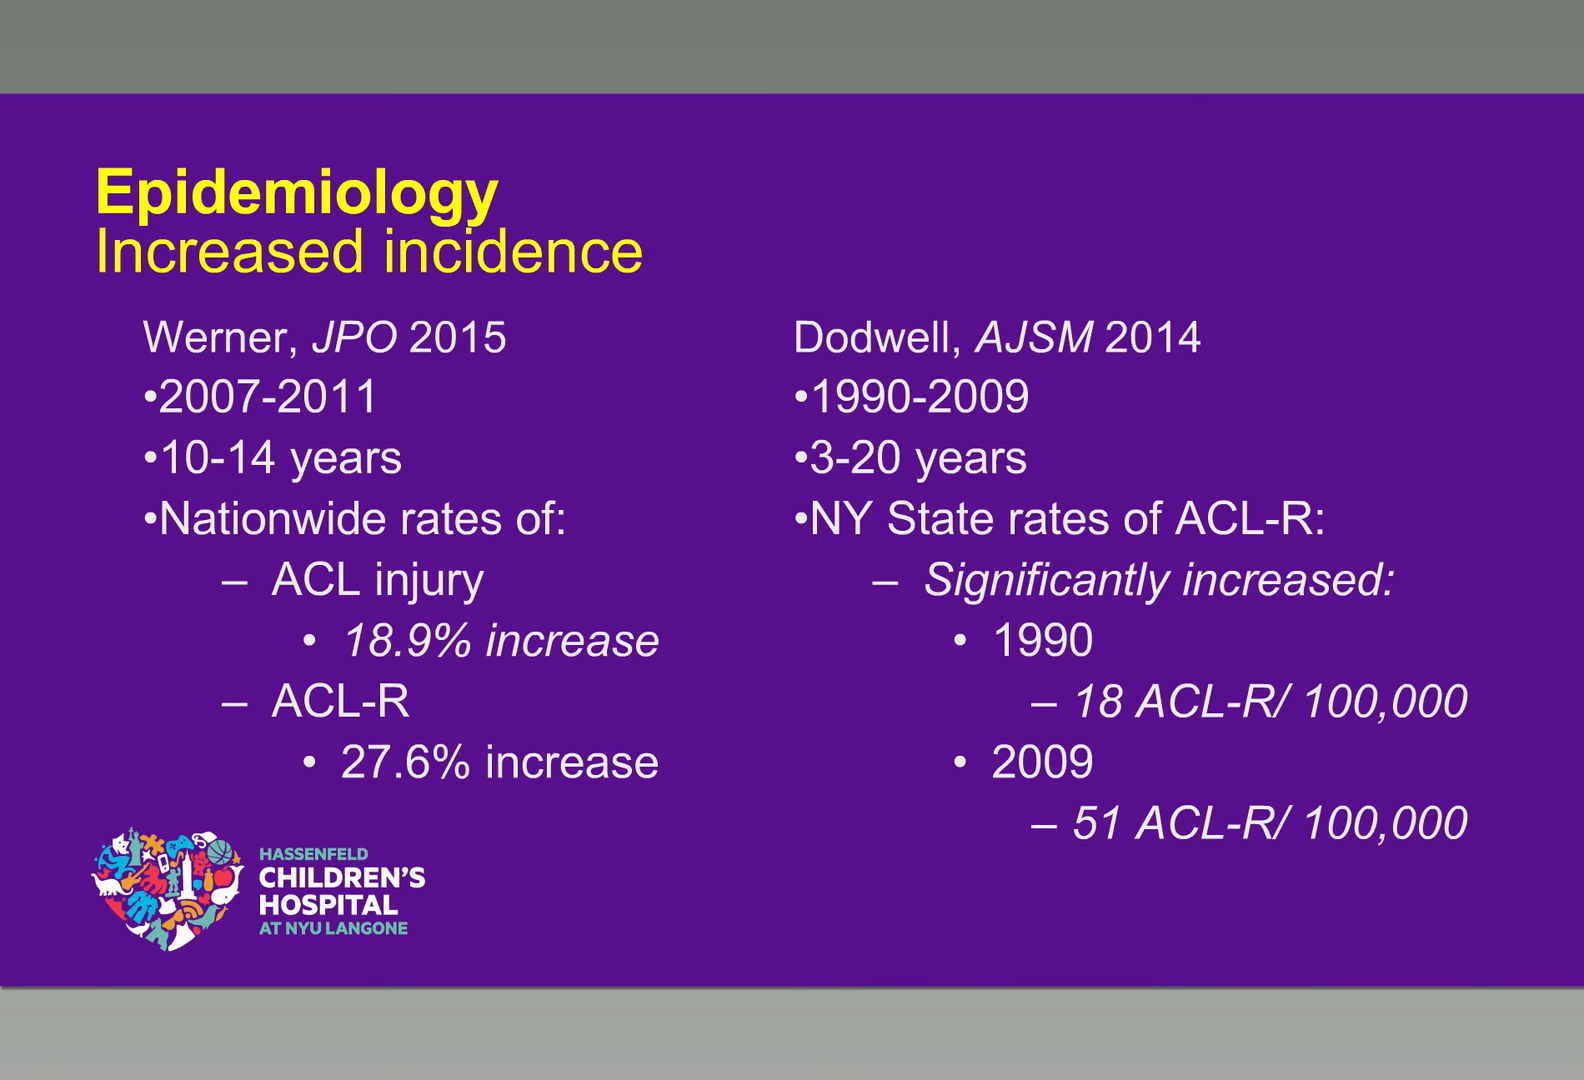 Epidemiology
Increased incidence
Werner, JPO 2015
•2007-2011
•10-14 years
•Nationwide rates of:
– ACL injury
• 18.9% increase
– ACL-R
• 27.6% increase
Dodwell, AJSM 2014
•1990-2009
•3-20 years
•NY State rates of ACL-R:
– Significantly increased:
• 1990
– 18 ACL-R/ 100,000
• 2009
– 51 ACL-R/ 100,000
HASSENFELD
CHILDREN'S
HOSPITAL
AT NYU LANGONE